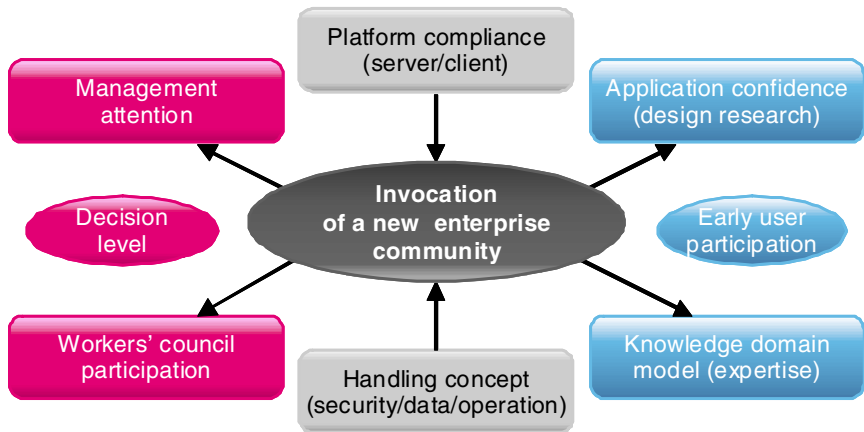 Platform compliance
(server/client)
Management
attention
Application confidence
(design research)
Invocation
of a new enterprise
community
Decision
level
Early user
participation
Workers' council
participation
Handling concept
(security/data/operation)
Knowledge domain
model (expertise)